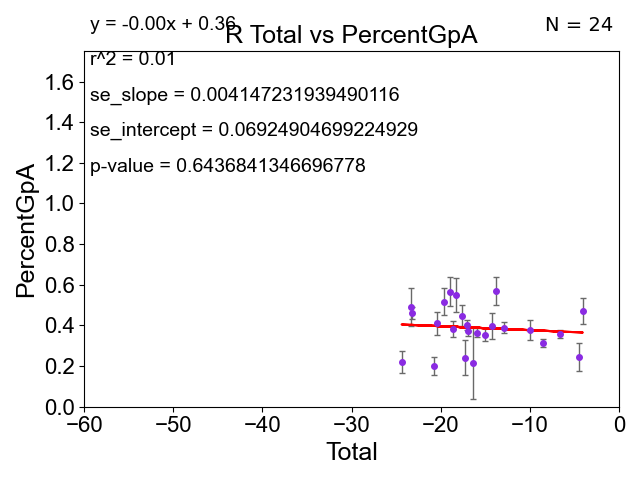 y = -0.00x + 0.36
R Total vs PercentGpA
N = 24
r^2 = 0.01
se_slope = 0.004147231939490116
se_intercept = 0.06924904699224929
p-value = 0.6436841346696778
PercentGpA
1.6
1.4
1.2
1.0
0.8
0.6
0.4
0.2
0.0
−60 −50 −40 −30 −20 −10 0
Total